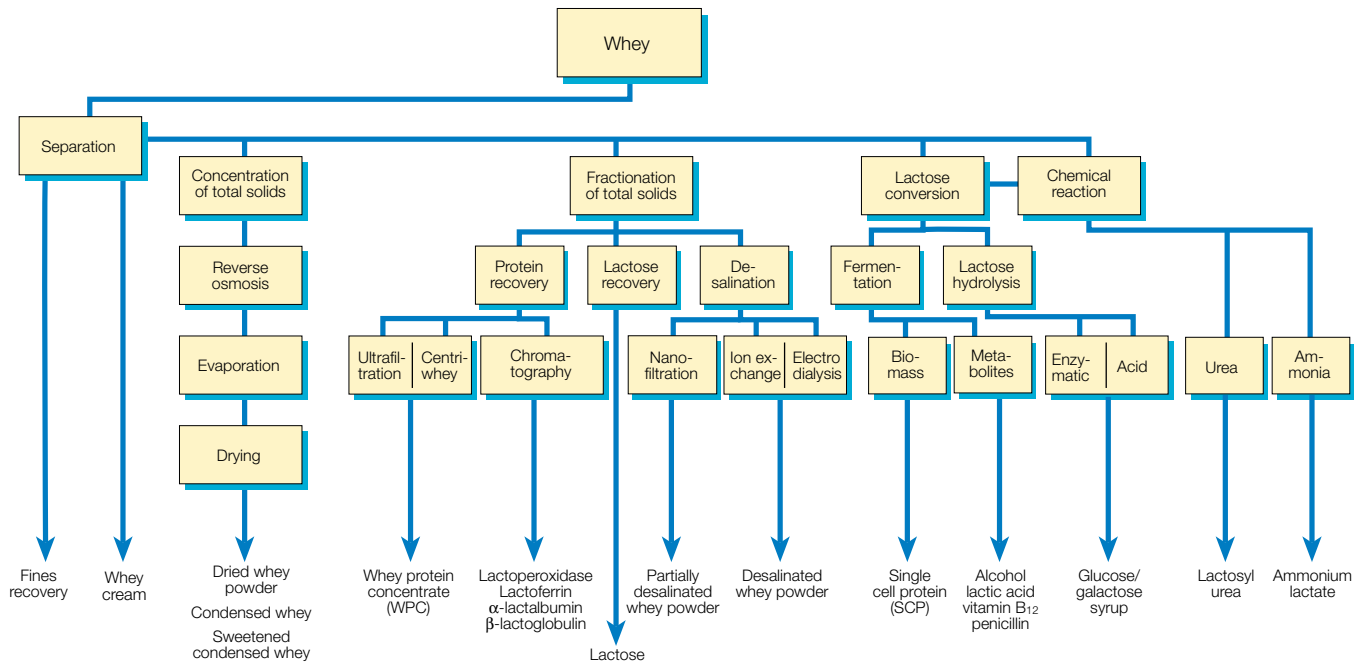 Whey
Separation
Concentration
of total solids
Fractionation
of total solids
Lactose
conversion
Chemical
reaction
Reverse
osmosis
Protein
recovery
Lactose
recovery
De-
salination
Fermen-
tation
Lactose
hydrolysis
Evaporation
Ultrafil-
tration
Centri-
whey
Chroma-
tography
Nano-
filtration
Ion ex-
change
Electro
dialysis
Bio-
mass
Meta-
bolites
Enzy-
matic
Acid
Urea
Am-
monia
Drying
Fines
recovery
Whey
cream
Dried whey
powder
Condensed whey
Sweetened
condensed whey
Whey protein
concentrate
(WPC)
Lactoperoxidase
Lactoferrin
α-lactalbumin
β-lactoglobulin
Lactose
Partially
desalinated
whey powder
Desalinated
whey powder
Single
cell protein
(SCP)
Alcohol
lactic acid
vitamin B₁₂
penicillin
Glucose/
galactose
syrup
Lactosyl
urea
Ammonium
lactate